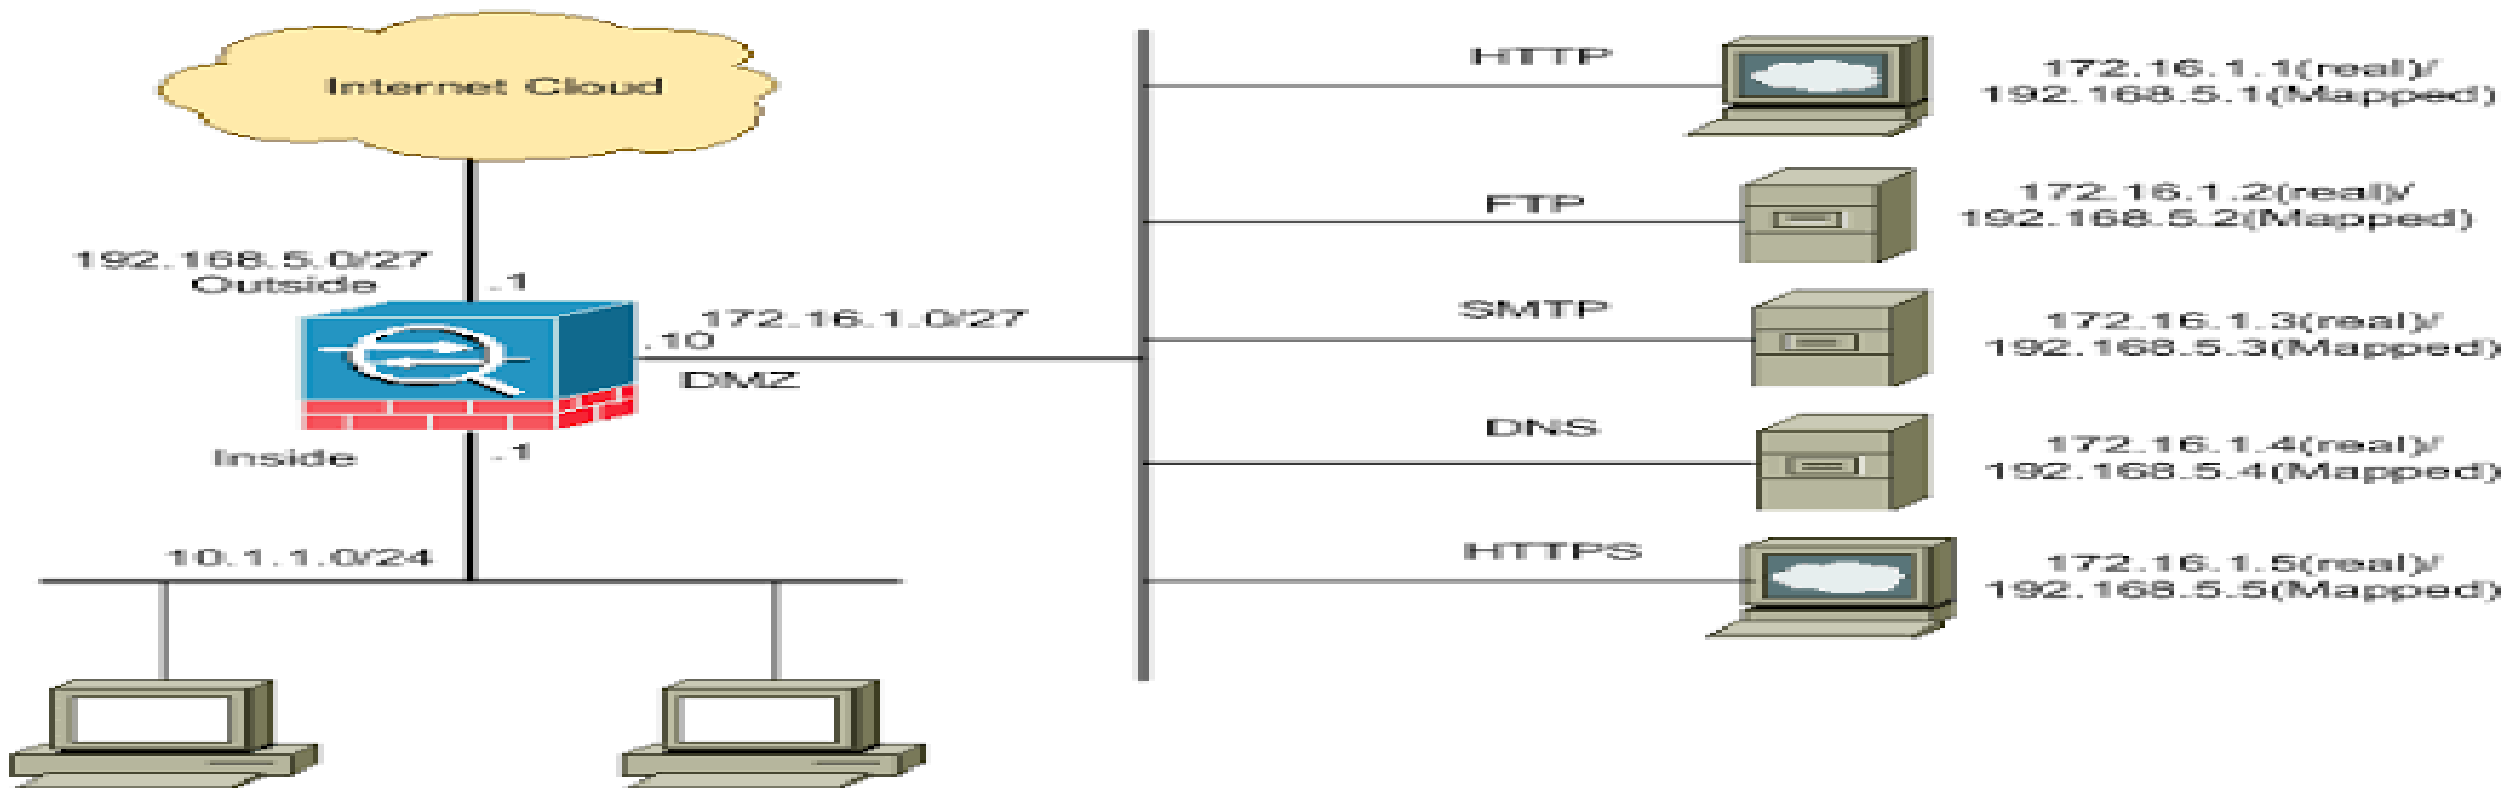 Internet Cloud
192.168.5.0/27
Outside
.1
172.16.1.0/27
.10
DMZ
Inside
.1
10.1.1.0/24
HTTP
172.16.1.1(real)/
192.168.5.1(Mapped)
FTP
172.16.1.2(real)/
192.168.5.2(Mapped)
SMTP
172.16.1.3(real)/
192.168.5.3(Mapped)
DNS
172.16.1.4(real)/
192.168.5.4(Mapped)
HTTPS
172.16.1.5(real)/
192.168.5.5(Mapped)